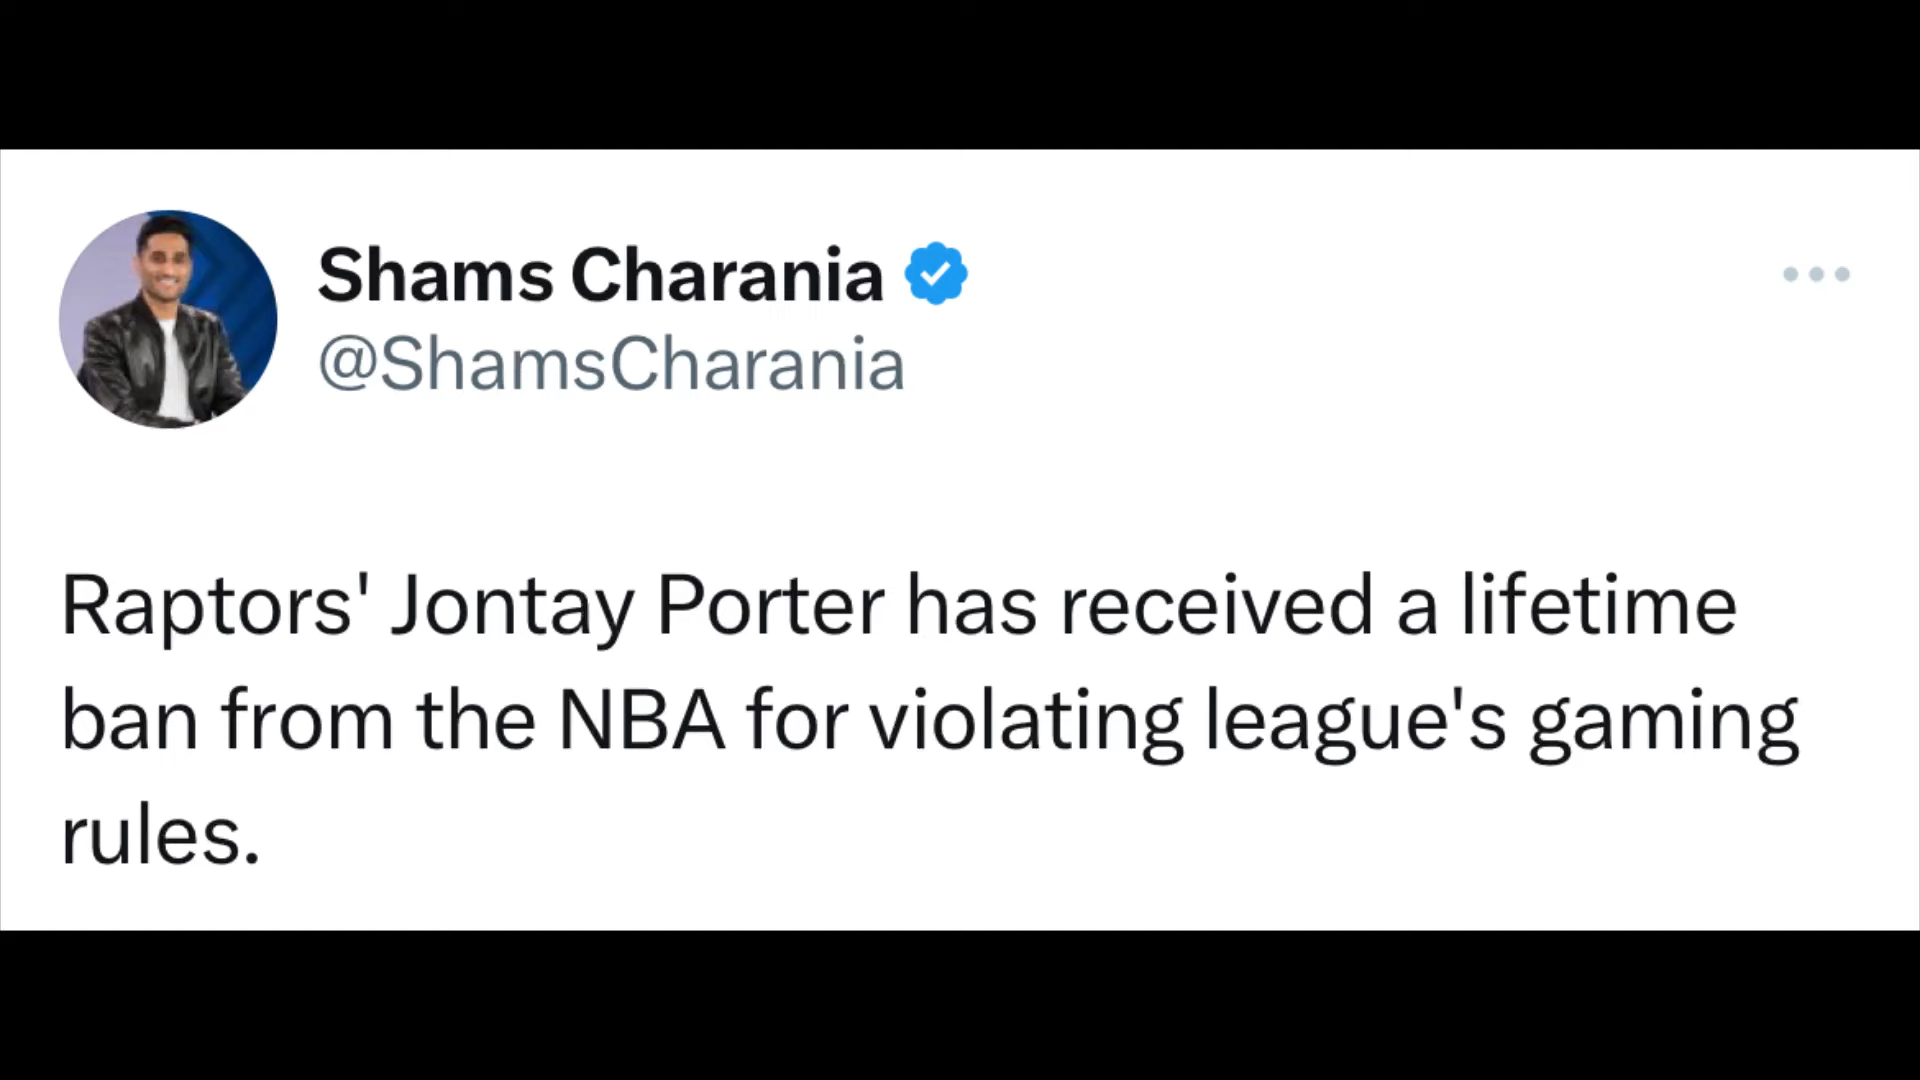 Shams Charania
@ShamsCharania
Raptors' Jontay Porter has received a lifetime
ban from the NBA for violating league's gaming
rules.